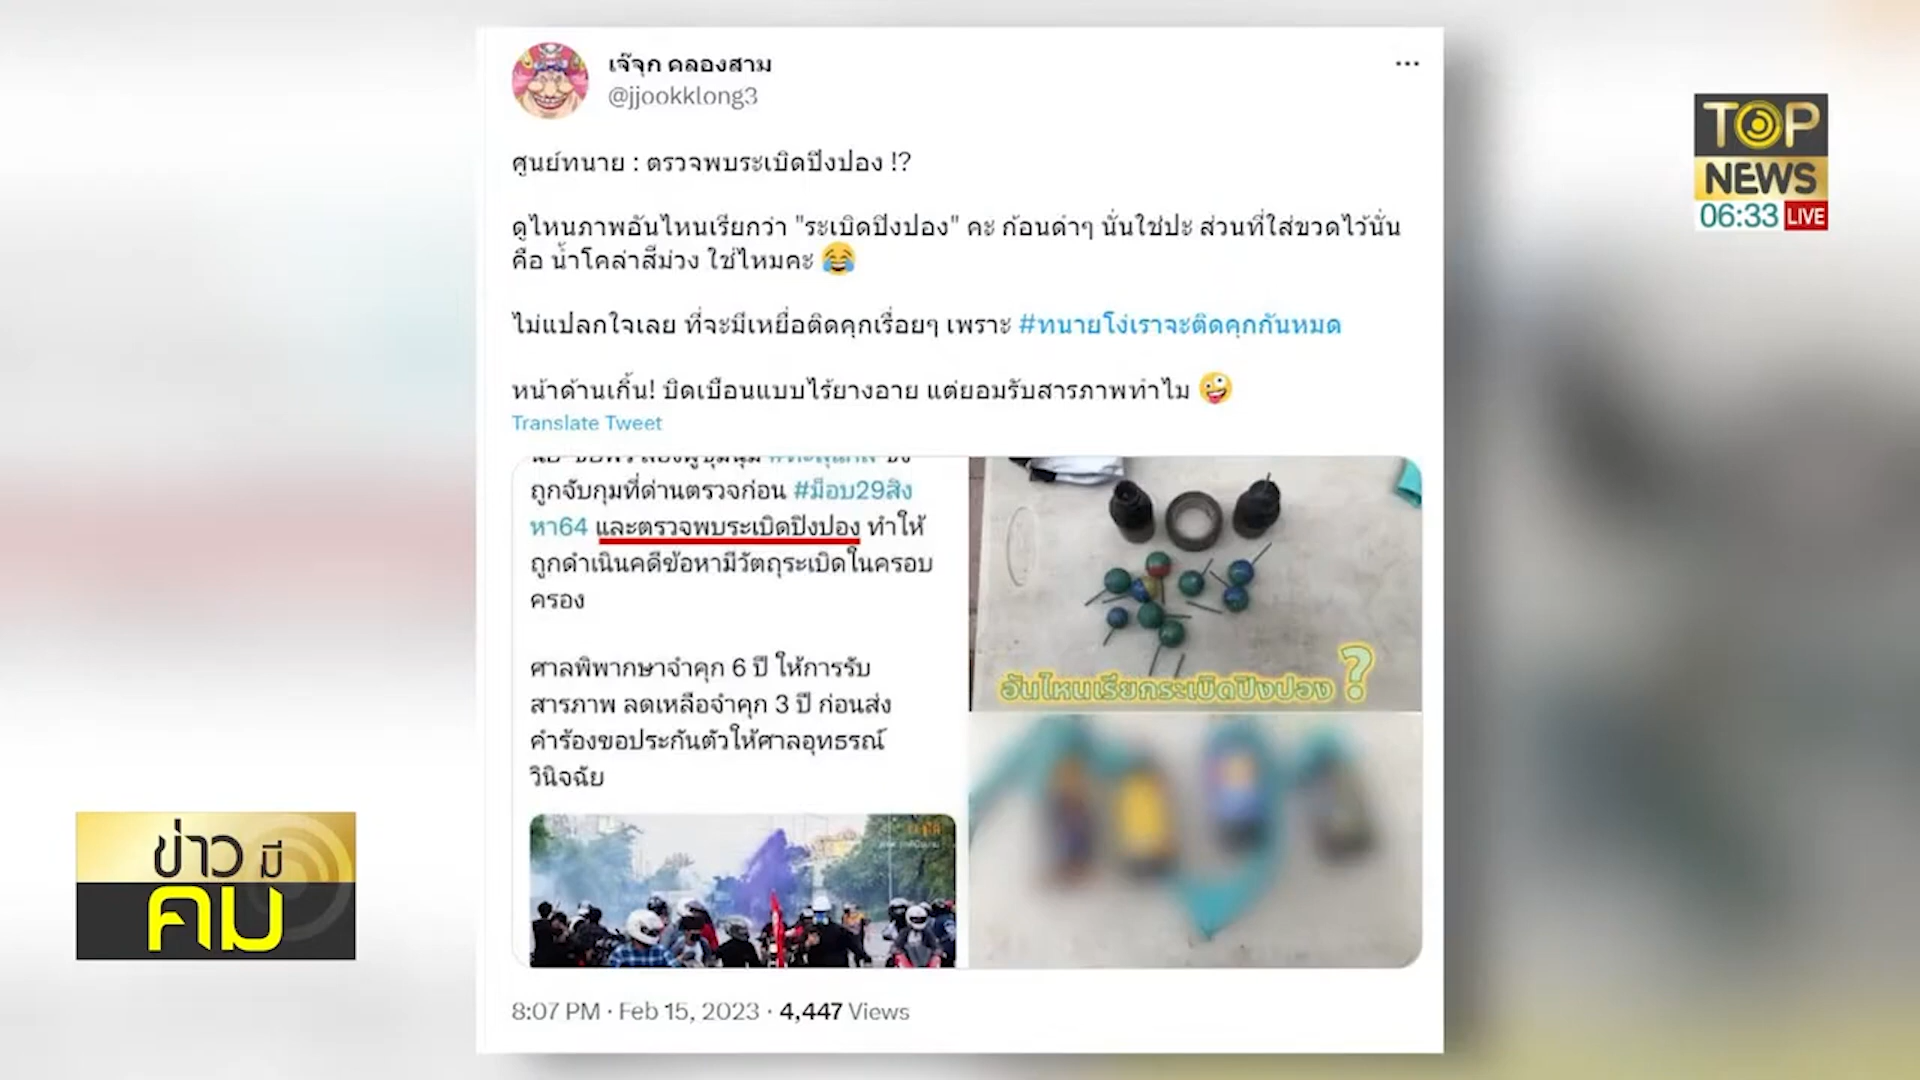 เจ๊จุก คลองสาม
@jjookklong3
TOP
NEWS
06:33 LIVE
ศูนย์ทนาย : ตรวจพบระเบิดปิงปอง !?
ดูไหนภาพอันไหนเรียกว่า "ระเบิดปิงปอง" คะ ก้อนดำๆ นั่นใช่ปะ ส่วนที่ใส่ขวดไว้นั่น
คือ น้ำโคล่าสีม่วง ใช่ไหมคะ 😂
ไม่แปลกใจเลย ที่จะมีเหยื่อติดคุกเรื่อยๆ เพราะ #ทนายโง่เราจะติดคุกกันหมด
หน้าด้านเกิ้น! บิดเบือนแบบไร้ยางอาย แต่ยอมรับสารภาพทำไม 🤪
Translate Tweet
ถูกจับกุมที่ด่านตรวจก่อน #ม็อบ29สิง
หา64 และตรวจพบระเบิดปิงปอง ทำให้
ถูกดำเนินคดีข้อหามีวัตถุระเบิดในครอบ
ครอง
ศาลพิพากษาจำคุก 6 ปี ให้การรับ
สารภาพ ลดเหลือจำคุก 3 ปี ก่อนส่ง
คำร้องขอประกันตัวให้ศาลอุทธรณ์
วินิจฉัย
อันไหนเรียกระเบิดปิงปอง ?
ข่าว มี
คม
8:07 PM · Feb 15, 2023 · 4,447 Views